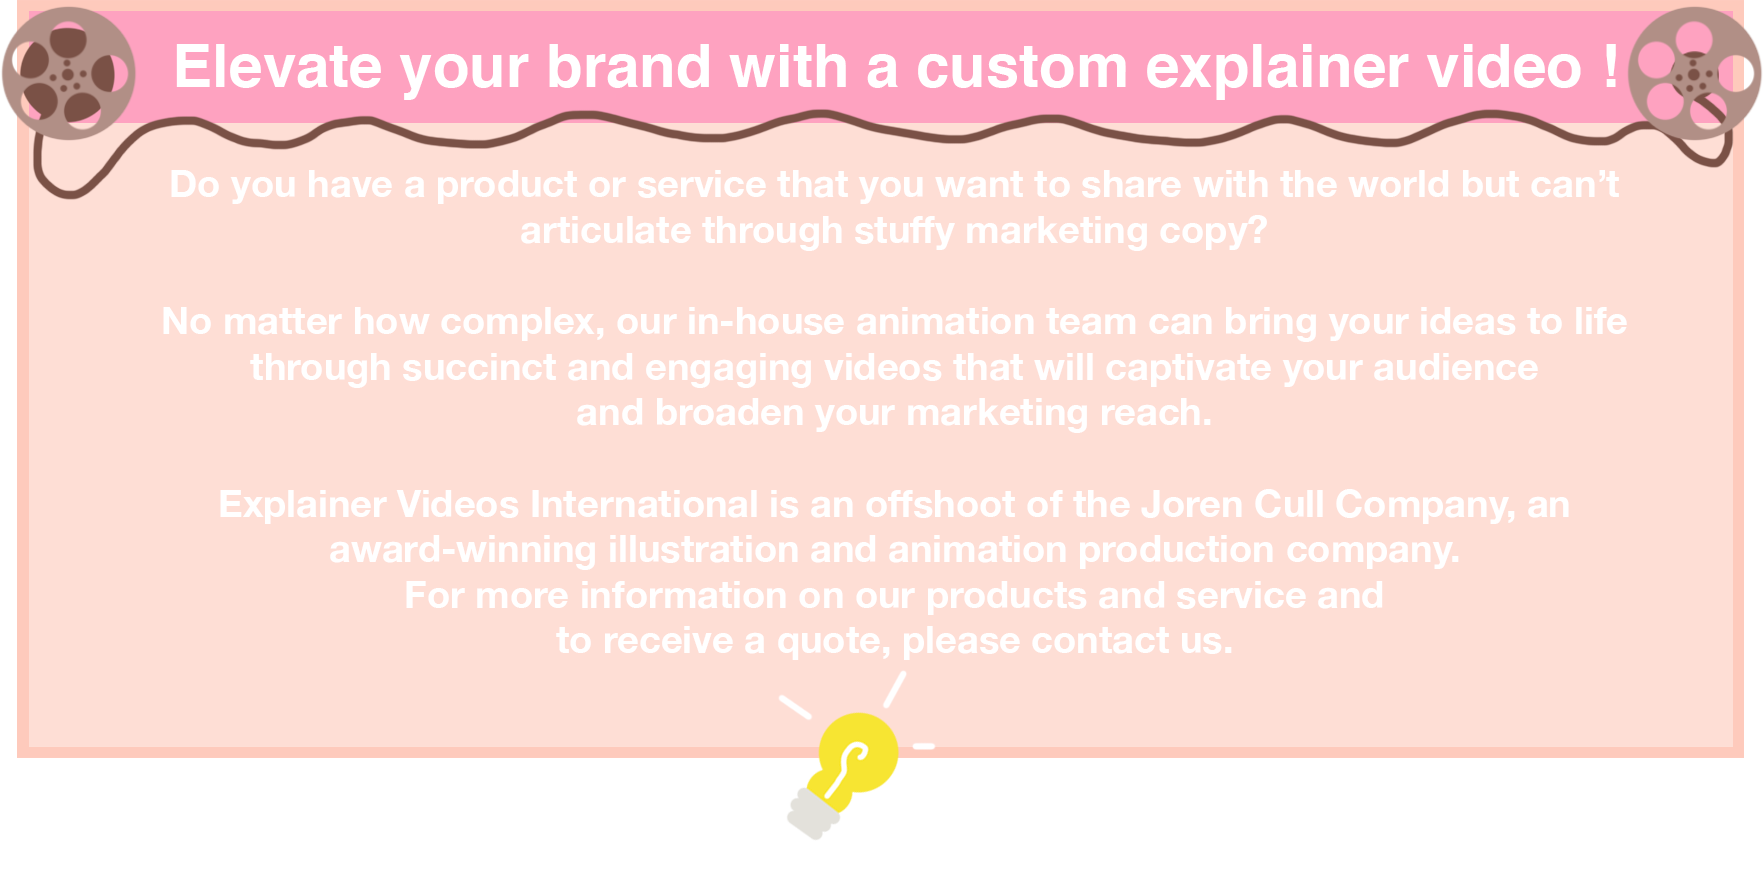 Elevate your brand with a custom explainer video !
Do you have a product or service that you want to share with the world but can’t
articulate through stuffy marketing copy?
No matter how complex, our in-house animation team can bring your ideas to life
through succinct and engaging videos that will captivate your audience
and broaden your marketing reach.
Explainer Videos International is an offshoot of the Joren Cull Company, an
award-winning illustration and animation production company.
For more information on our products and service and
to receive a quote, please contact us.